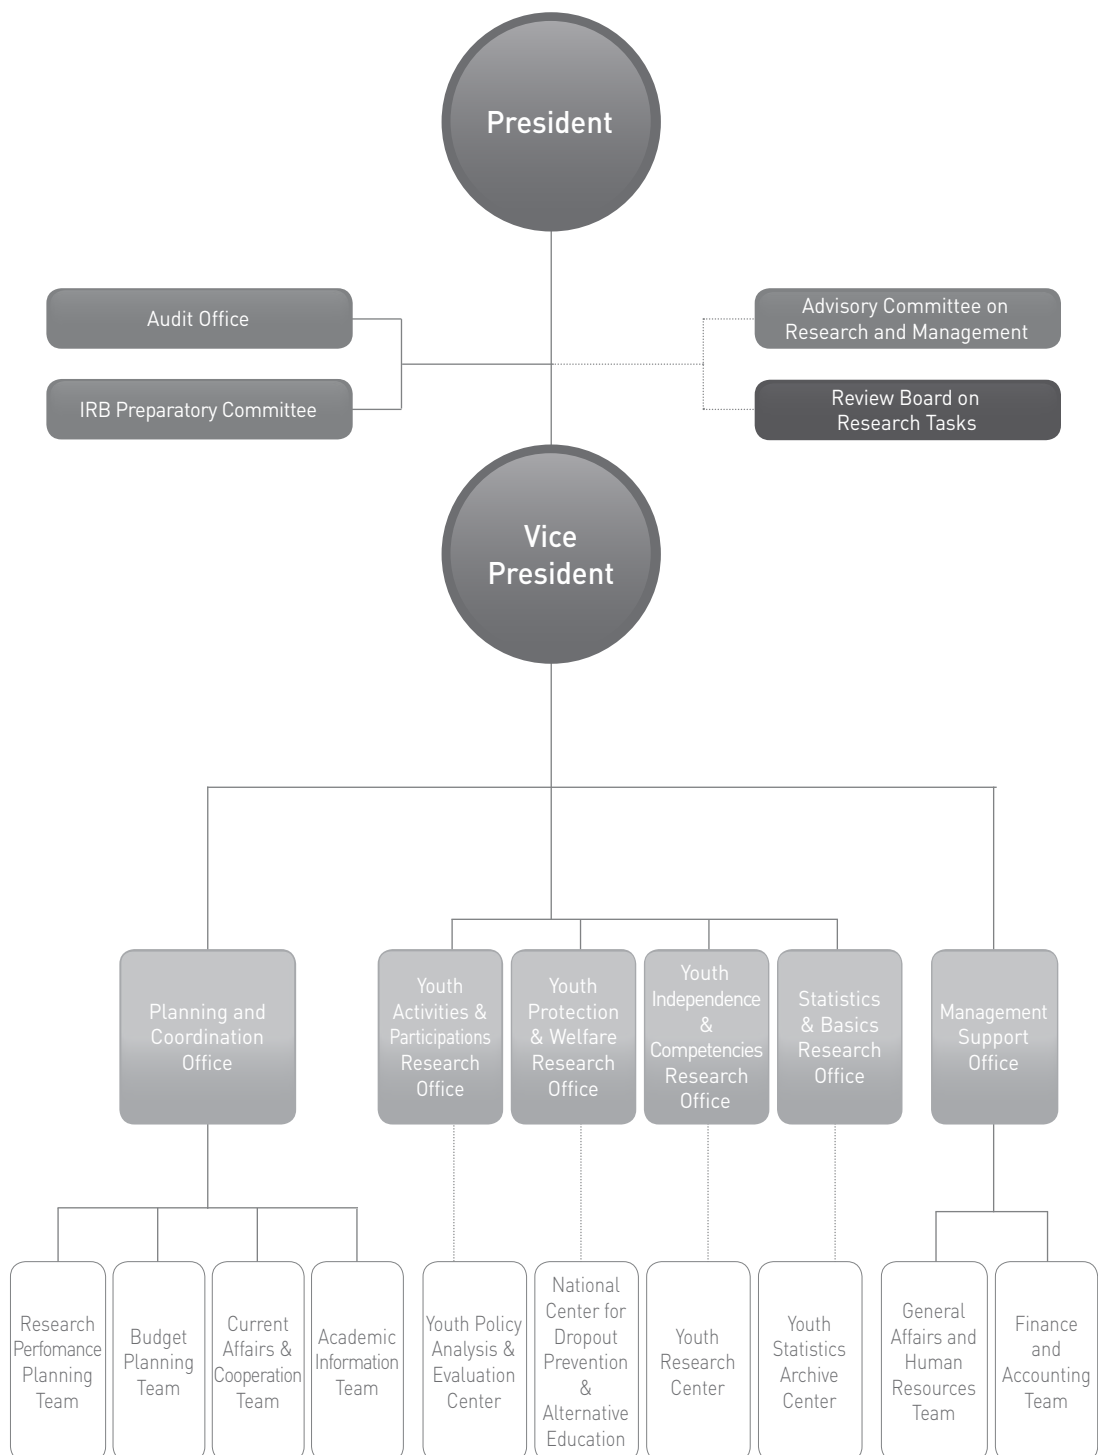 President
Audit Office
IRB Preparatory Committee
Advisory Committee on
Research and Management
Review Board on
Research Tasks
Vice
President
Planning and
Coordination
Office
Youth
Activities &
Participations
Research
Office
Youth
Protection
& Welfare
Research
Office
Youth
Independence
&
Competencies
Research
Office
Statistics
& Basics
Research
Office
Management
Support
Office
Research
Perfomance
Planning
Team
Budget
Planning
Team
Current
Affairs &
Cooperation
Team
Academic
Information
Team
Youth Policy
Analysis &
Evaluation
Center
National
Center for
Dropout
Prevention
&
Alternative
Education
Youth
Research
Center
Youth
Statistics
Archive
Center
General
Affairs and
Human
Resources
Team
Finance
and
Accounting
Team